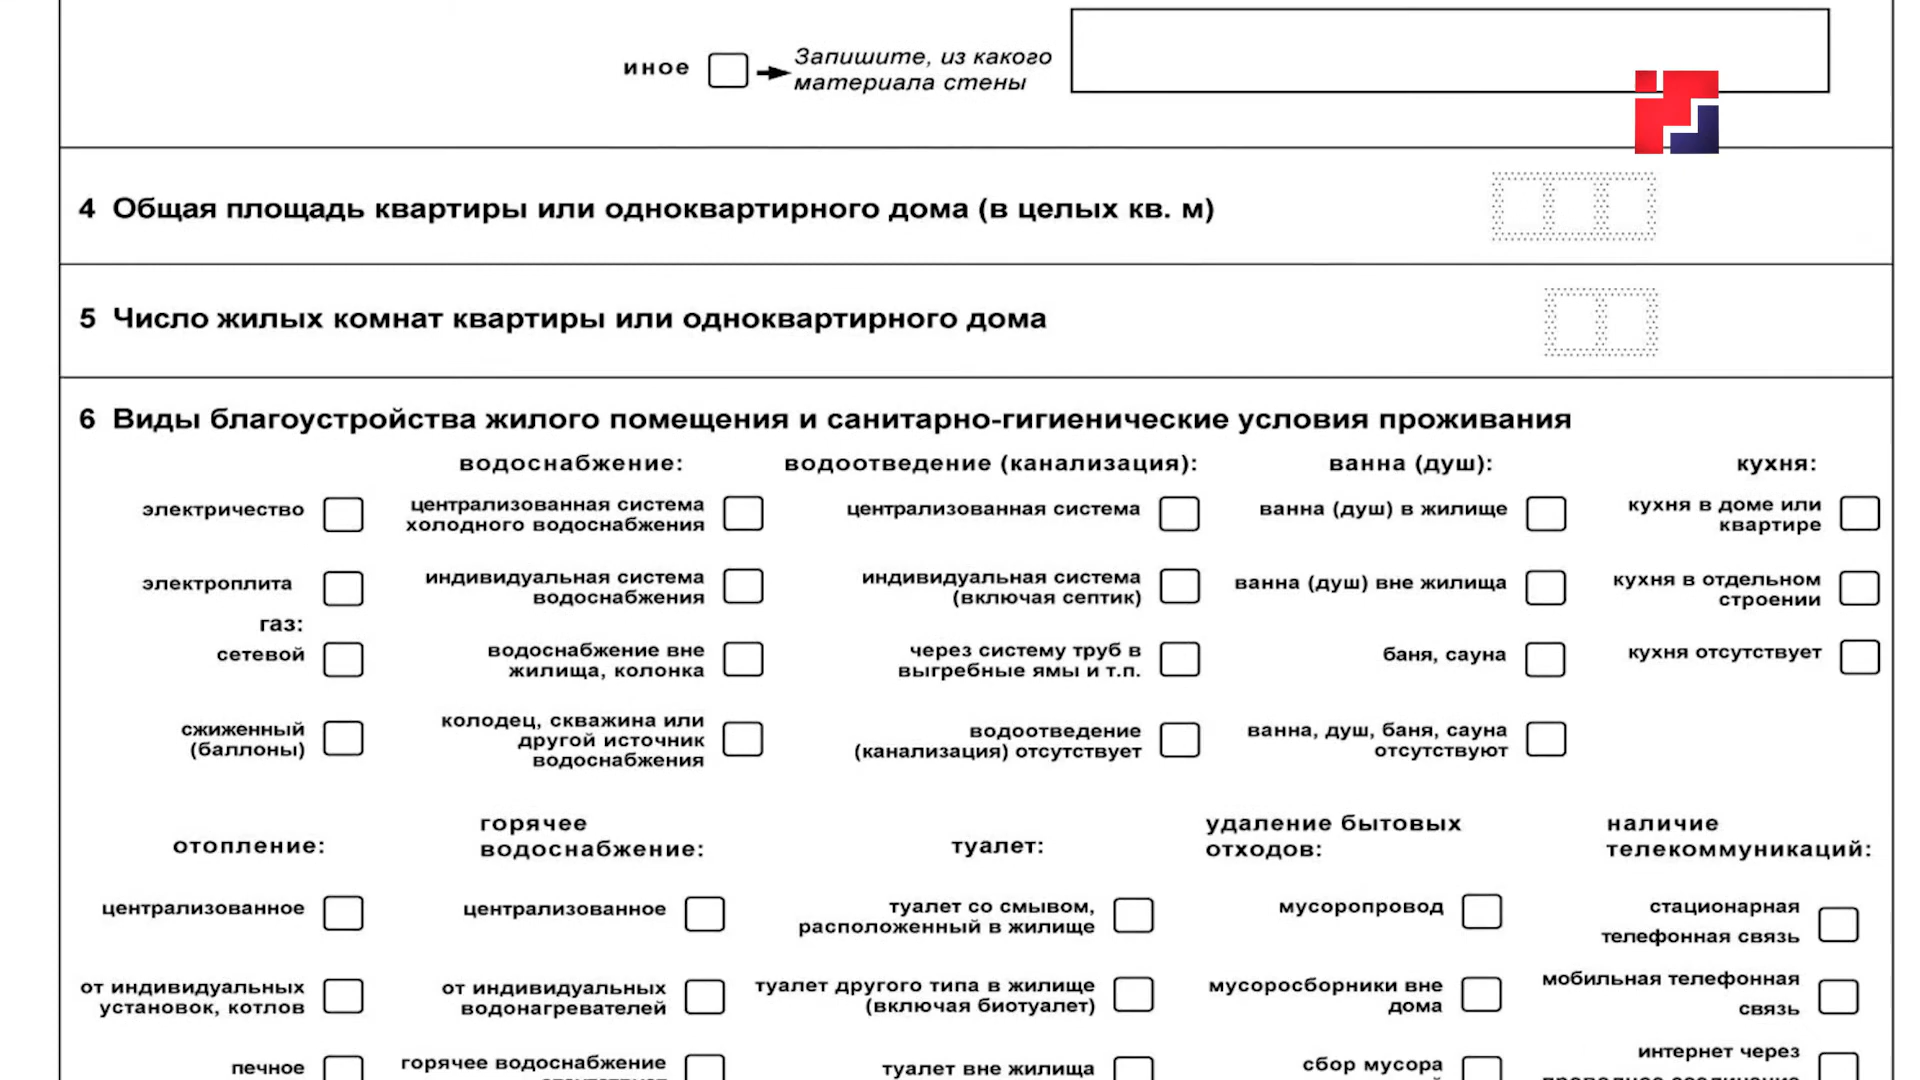 иное
Запишите, из какого
материала стены
4 Общая площадь квартиры или одноквартирного дома (в целых кв. м)
5 Число жилых комнат квартиры или одноквартирного дома
6 Виды благоустройства жилого помещения и санитарно-гигиенические условия проживания
электричество
электроплита
газ:
сетевой
сжиженный
(баллоны)
водоснабжение:
централизованная система
холодного водоснабжения
индивидуальная система
водоснабжения
водоснабжение вне
жилища, колонка
колодец, скважина или
другой источник
водоснабжения
водоотведение (канализация):
централизованная система
индивидуальная система
(включая септик)
через систему труб в
выгребные ямы и т.п.
водоотведение
(канализация) отсутствует
ванна (душ):
ванна (душ) в жилище
ванна (душ) вне жилища
баня, сауна
ванна, душ, баня, сауна
отсутствуют
кухня:
кухня в доме или
квартире
кухня в отдельном
строении
кухня отсутствует
отопление:
централизованное
от индивидуальных
установок, котлов
печное
горячее
водоснабжение:
централизованное
от индивидуальных
водонагревателей
горячее водоснабжение
туалет:
туалет со смывом,
расположенный в жилище
туалет другого типа в жилище
(включая биотуалет)
туалет вне жилища
удаление бытовых
отходов:
мусоропровод
мусоросборники вне
дома
сбор мусора
наличие
телекоммуникаций:
стационарная
телефонная связь
мобильная телефонная
связь
интернет через